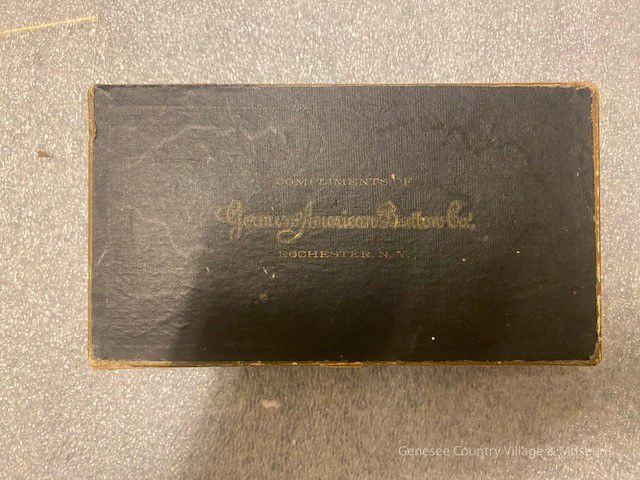 COMPLIMENTS OF
German American Button Co.
ROCHESTER, N.Y.
Genesee Country Village & Museum